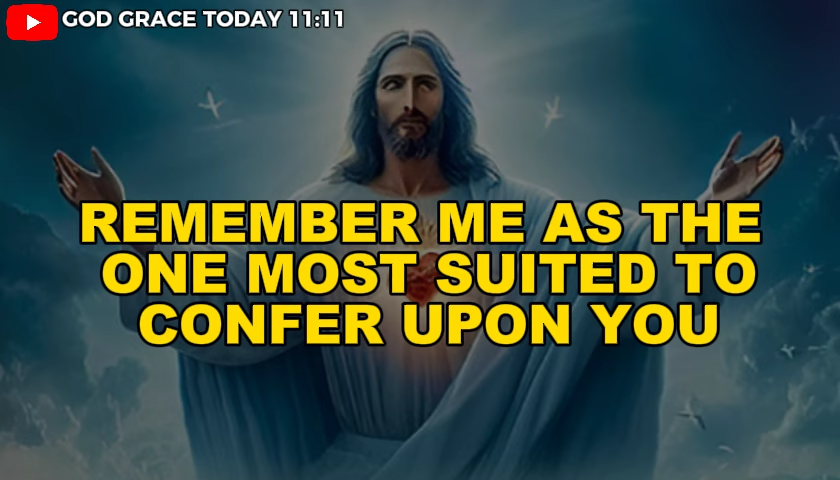 GOD GRACE TODAY 11:11
REMEMBER ME AS THE
ONE MOST SUITED TO
CONFER UPON YOU